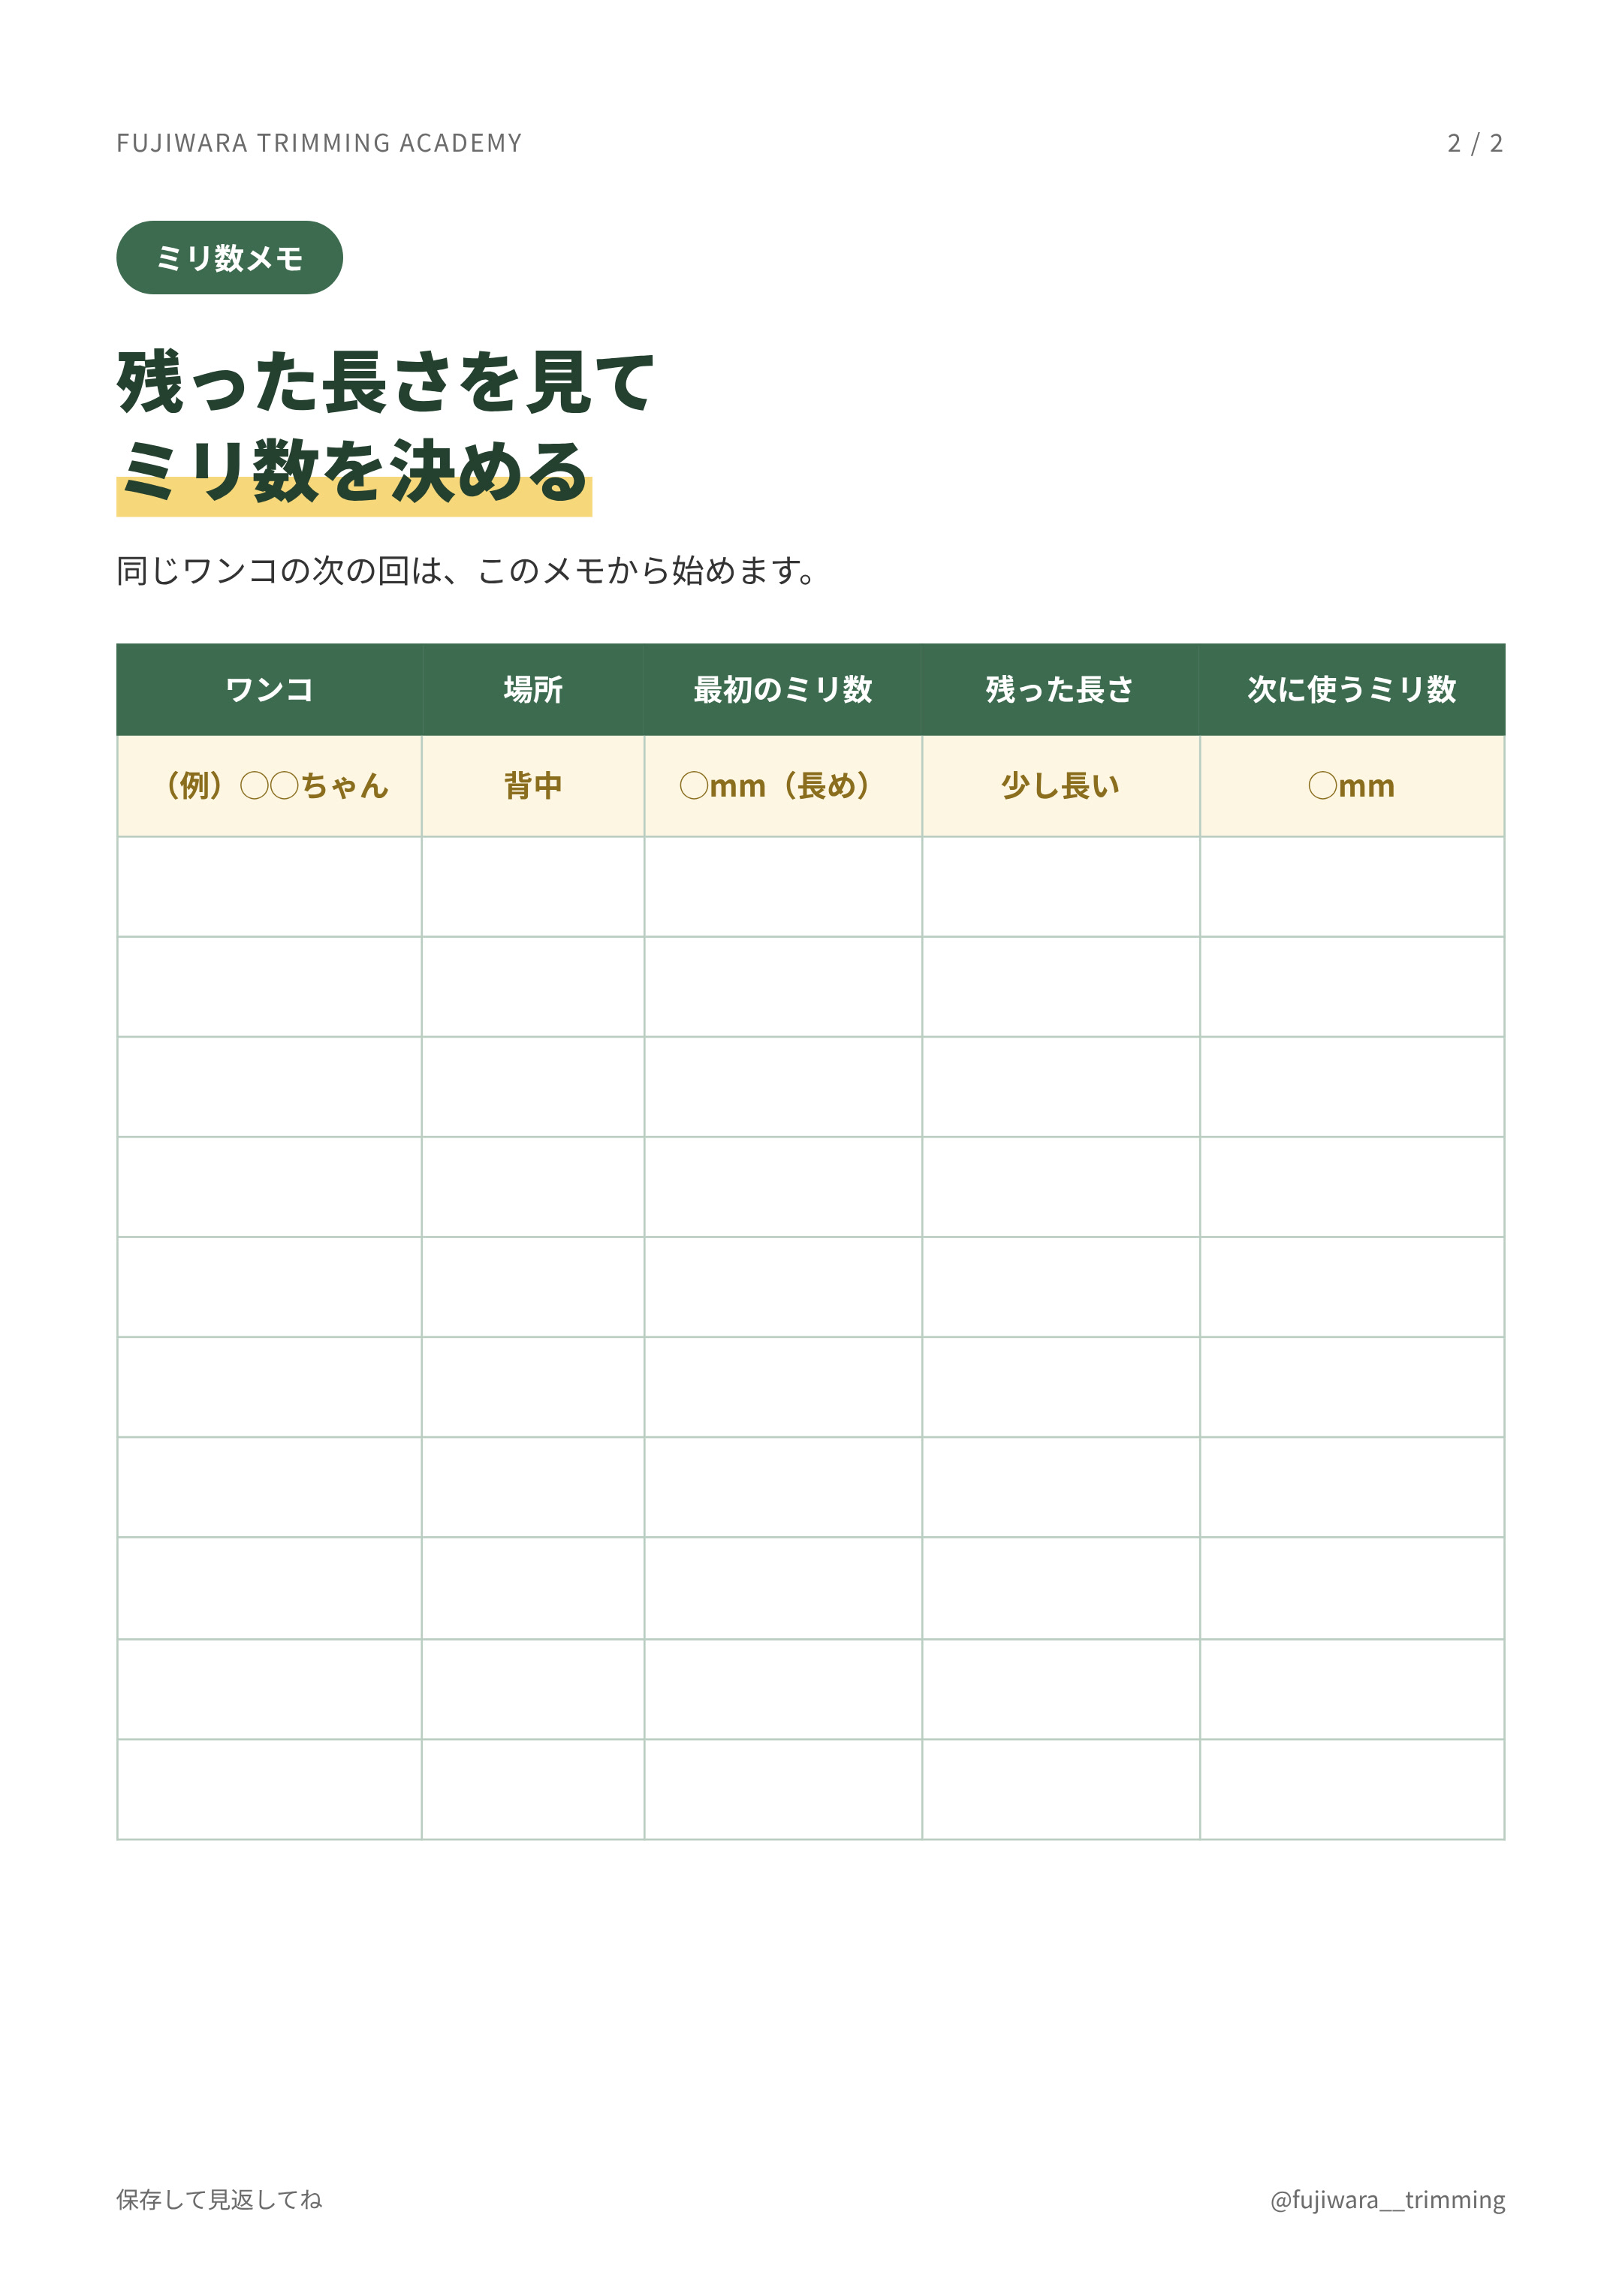 FUJIWARA TRIMMING ACADEMY
2 / 2
ミリ数メモ
残った長さを見て
ミリ数を決める
同じワンコの次の回は、このメモから始めます。
ワンコ 場所 最初のミリ数 残った長さ 次に使うミリ数
（例）◯◯ちゃん 背中 ◯mm（長め） 少し長い ◯mm
保存して見返してね
@fujiwara__trimming